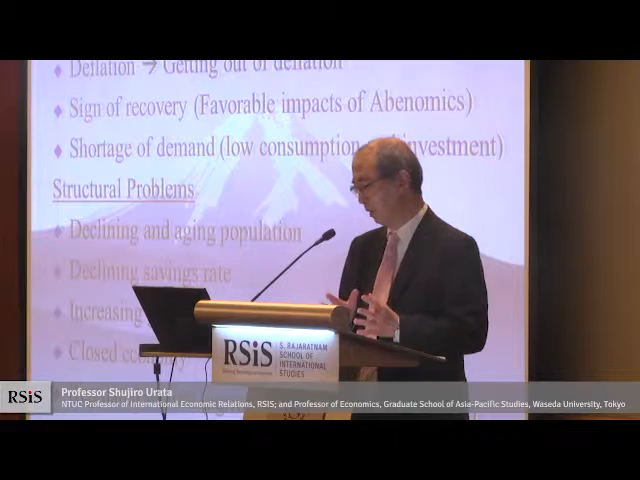 ♦ Deflation → Getting out of deflation
♦ Sign of recovery (Favorable impacts of Abenomics)
♦ Shortage of demand (low consumption investment)
Structural Problems
♦ Declining and aging population
♦ Declining savings rate
♦ Increasing
♦ Closed
RSiS
S. RAJARATNAM
SCHOOL OF
INTERNATIONAL
STUDIES
RSiS
Professor Shujiro Urata
NTUC Professor of International Economic Relations, RSIS; and Professor of Economics, Graduate School of Asia-Pacific Studies, Waseda University, Tokyo